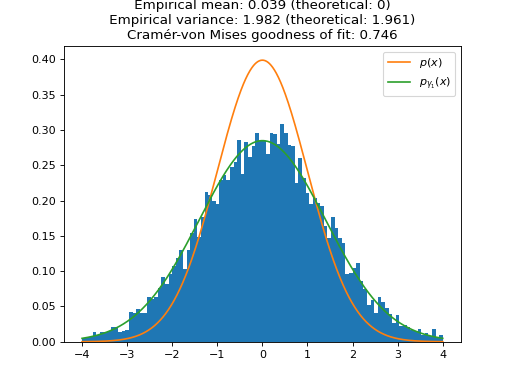 Empirical mean: 0.039 (theoretical: 0)
Empirical variance: 1.982 (theoretical: 1.961)
Cramér-von Mises goodness of fit: 0.746
0.40
0.35
0.30
0.25
0.20
0.15
0.10
0.05
0.00
−4 −3 −2 −1 0 1 2 3 4
p(x)
pγ₁(x)